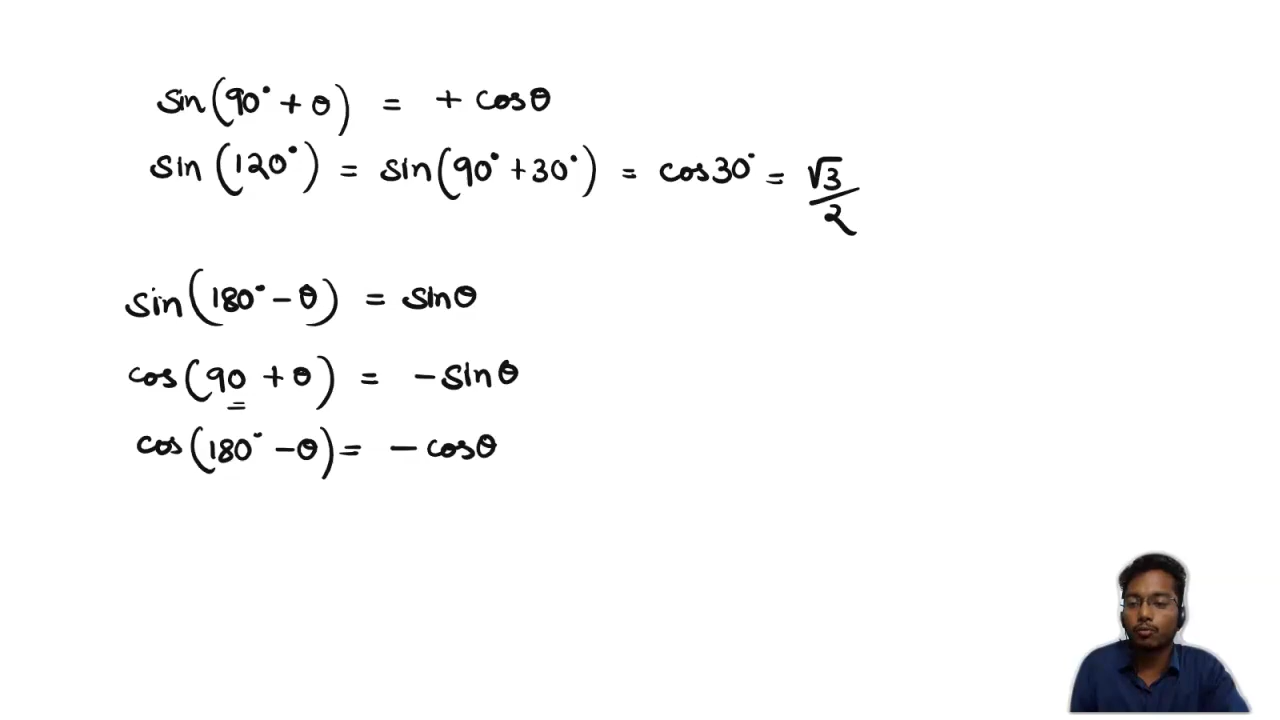 sin(90° + θ) = + cosθ
sin (120°) = sin(90° + 30°) = cos30° = √3/2
sin(180° - θ) = sinθ
cos(90 + θ) = - sinθ
cos(180° - θ) = - cosθ